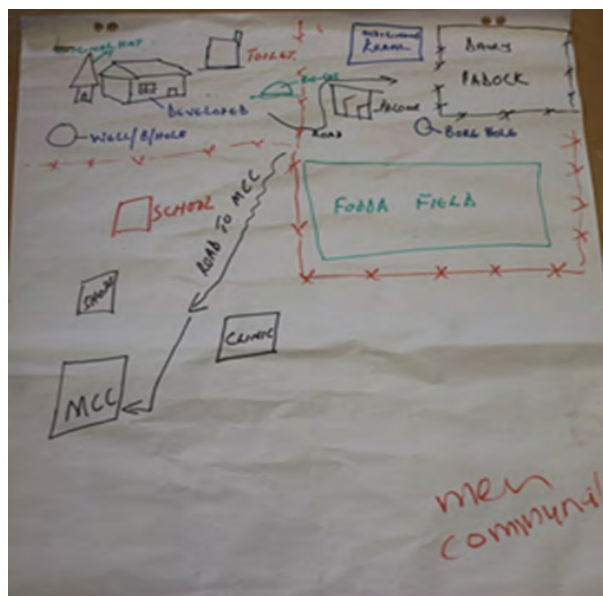 TOILET
DAIRY
PADOCK
DEVELOPED
ROAD
BORE HOLE
WELL/B/HOLE
SCHOOL
FODDA FIELD
ROAD TO MCC
SHOPS
CLINIC
MCC
men
communal